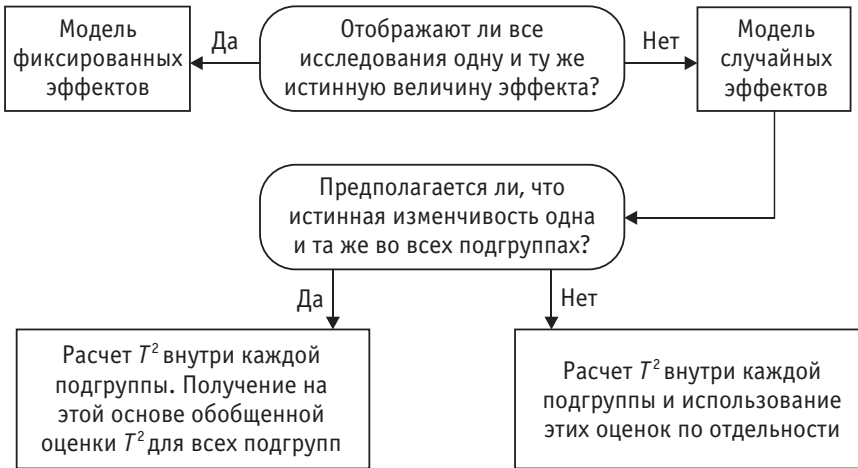 Модель
фиксированных
эффектов
Да
Отображают ли все
исследования одну и ту же
истинную величину эффекта?
Нет
Модель
случайных
эффектов
Предполагается ли, что
истинная изменчивость одна
и та же во всех подгруппах?
Да
Нет
Расчет T² внутри каждой
подгруппы. Получение на
этой основе обобщенной
оценки T² для всех подгрупп
Расчет T² внутри каждой
подгруппы и использование
этих оценок по отдельности